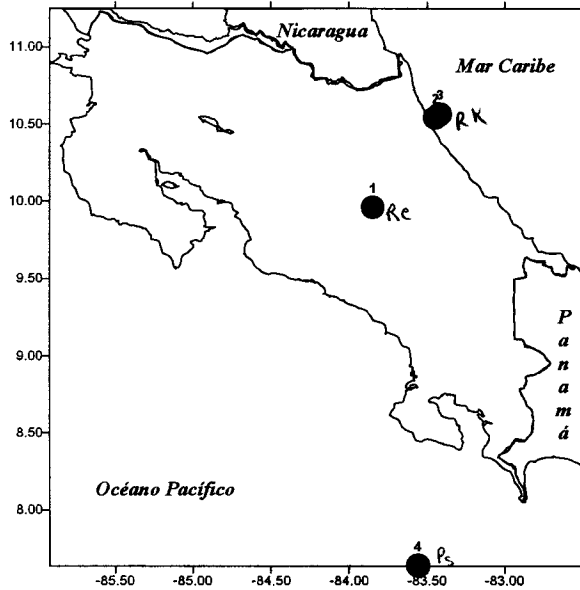 11.00
10.50
10.00
9.50
9.00
8.50
8.00
Nicaragua
Mar Caribe
3
RK
1
Re
P
a
n
a
m
á
Océano Pacífico
4
Ps
-85.50
-85.00
-84.50
-84.00
-83.50
-83.00